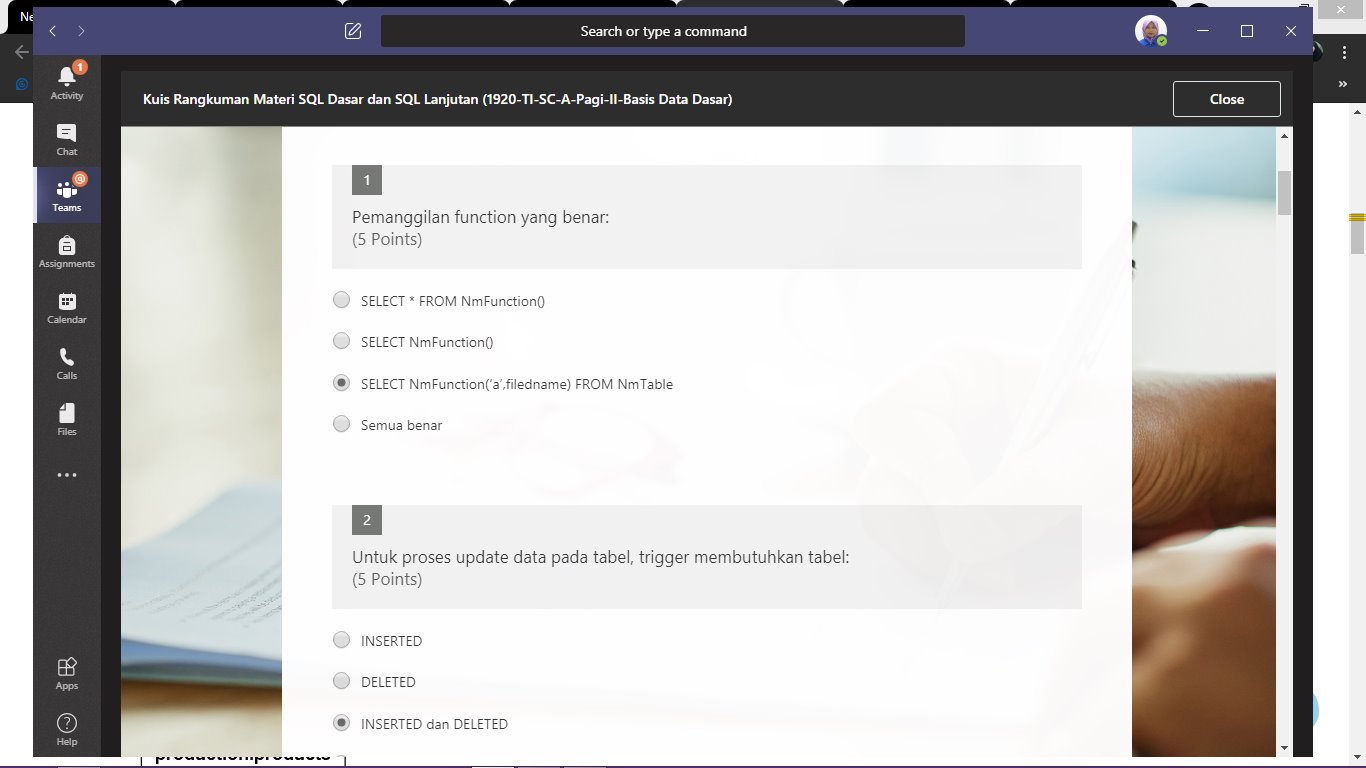 Ne
Search or type a command
1
Activity
Chat
Teams
Assignments
Calendar
Calls
Files
Apps
Help
Kuis Rangkuman Materi SQL Dasar dan SQL Lanjutan (1920-TI-SC-A-Pagi-II-Basis Data Dasar)
Close
1
Pemanggilan function yang benar:
(5 Points)
SELECT * FROM NmFunction()
SELECT NmFunction()
SELECT NmFunction('a',filedname) FROM NmTable
Semua benar
2
Untuk proses update data pada tabel, trigger membutuhkan tabel:
(5 Points)
INSERTED
DELETED
INSERTED dan DELETED